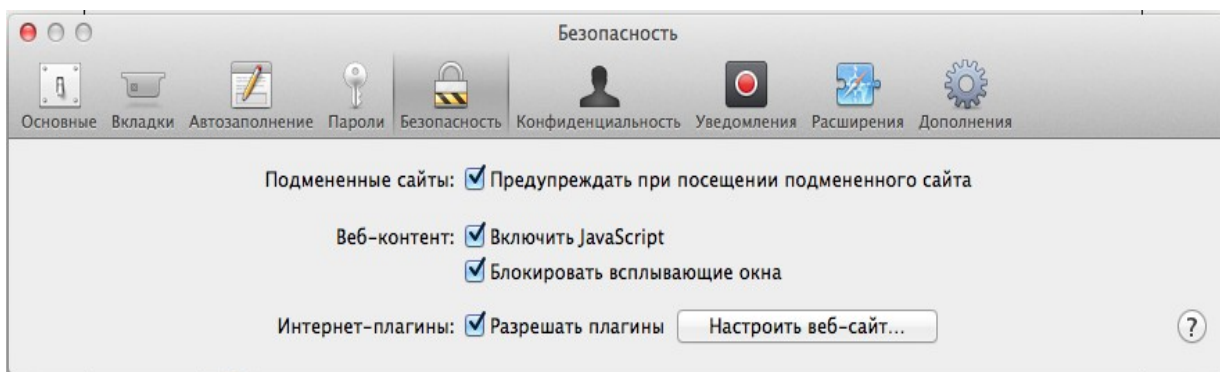 Безопасность
Основные Вкладки Автозаполнение Пароли Безопасность Конфиденциальность Уведомления Расширения Дополнения
Подмененные сайты: Предупреждать при посещении подмененного сайта
Веб-контент: Включить JavaScript
Блокировать всплывающие окна
Интернет-плагины: Разрешать плагины Настроить веб-сайт... ?